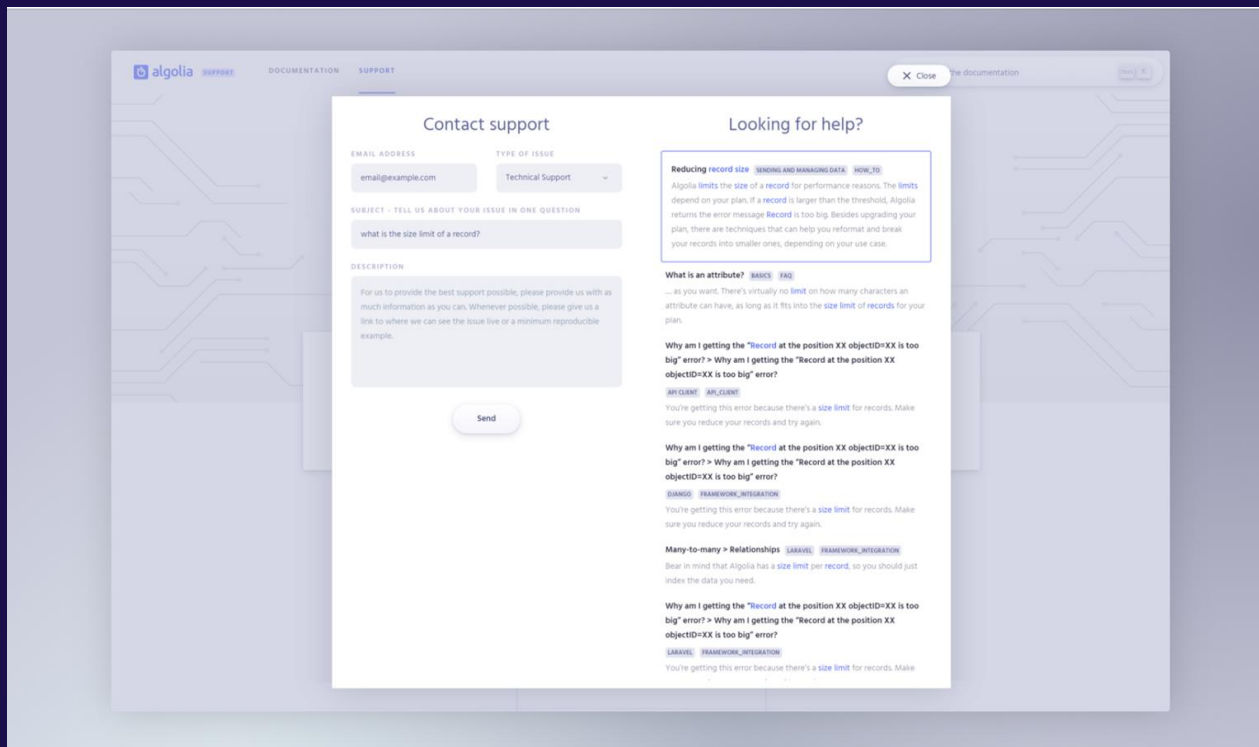 algolia SUPPORT DOCUMENTATION SUPPORT
the documentation
Close
Contact support
EMAIL ADDRESS TYPE OF ISSUE
email@example.com Technical Support
SUBJECT - TELL US ABOUT YOUR ISSUE IN ONE QUESTION
what is the size limit of a record?
DESCRIPTION
For us to provide the best support possible, please provide us with as
much information as you can. Whenever possible, please give us a
link to where we can see the issue live or a minimum reproducible
example.
Send
Looking for help?
Reducing record size SENDING AND MANAGING DATA HOW_TO
Algolia limits the size of a record for performance reasons. The limits
depend on your plan. If a record is larger than the threshold, Algolia
returns the error message Record is too big. Besides upgrading your
plan, there are techniques that can help you reformat and break
your records into smaller ones, depending on your use case.
What is an attribute? BASICS FAQ
... as you want. There's virtually no limit on how many characters an
attribute can have, as long as it fits into the size limit of records for your
plan.
Why am I getting the "Record at the position XX objectID=XX is too
big" error? > Why am I getting the "Record at the position XX
objectID=XX is too big" error?
API CLIENT API_CLIENT
You're getting this error because there's a size limit for records. Make
sure you reduce your records and try again.
Why am I getting the "Record at the position XX objectID=XX is too
big" error? > Why am I getting the "Record at the position XX
objectID=XX is too big" error?
DJANGO FRAMEWORK_INTEGRATION
You're getting this error because there's a size limit for records. Make
sure you reduce your records and try again.
Many-to-many > Relationships LARAVEL FRAMEWORK_INTEGRATION
Bear in mind that Algolia has a size limit per record, so you should just
index the data you need.
Why am I getting the "Record at the position XX objectID=XX is too
big" error? > Why am I getting the "Record at the position XX
objectID=XX is too big" error?
LARAVEL FRAMEWORK_INTEGRATION
You're getting this error because there's a size limit for records. Make